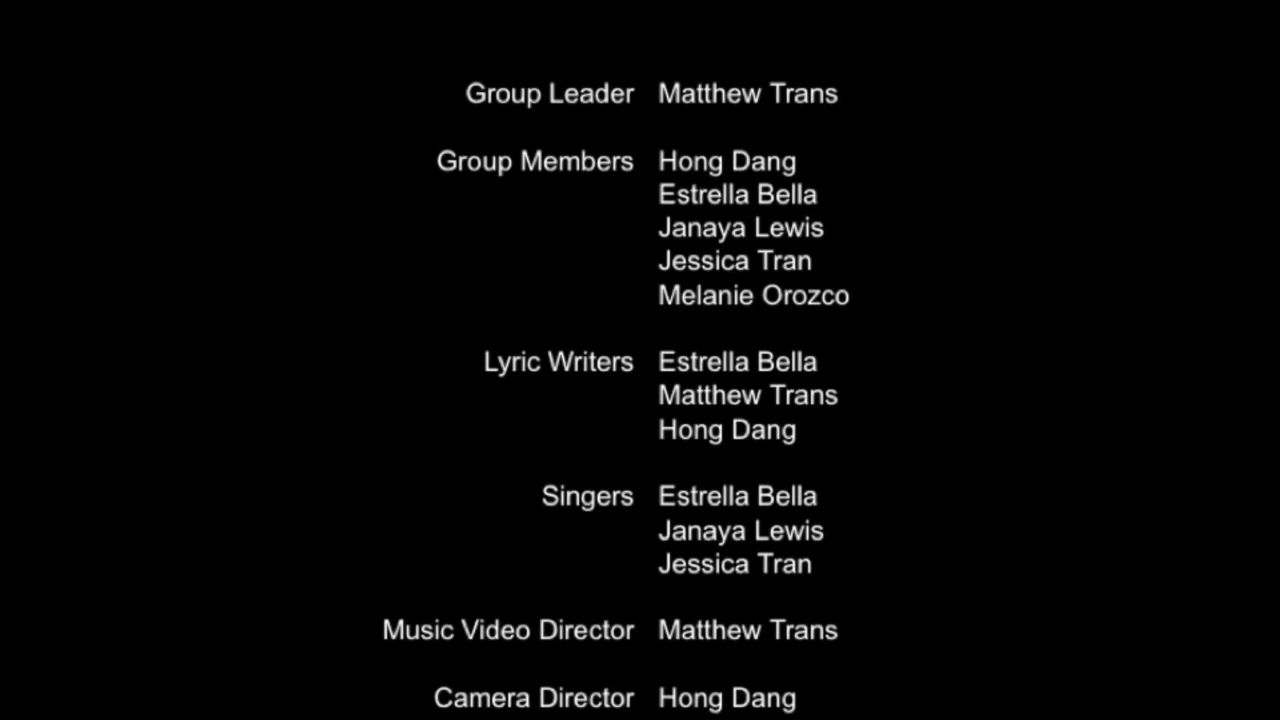 Group Leader Matthew Trans
Group Members Hong Dang
Estrella Bella
Janaya Lewis
Jessica Tran
Melanie Orozco
Lyric Writers Estrella Bella
Matthew Trans
Hong Dang
Singers Estrella Bella
Janaya Lewis
Jessica Tran
Music Video Director Matthew Trans
Camera Director Hong Dang